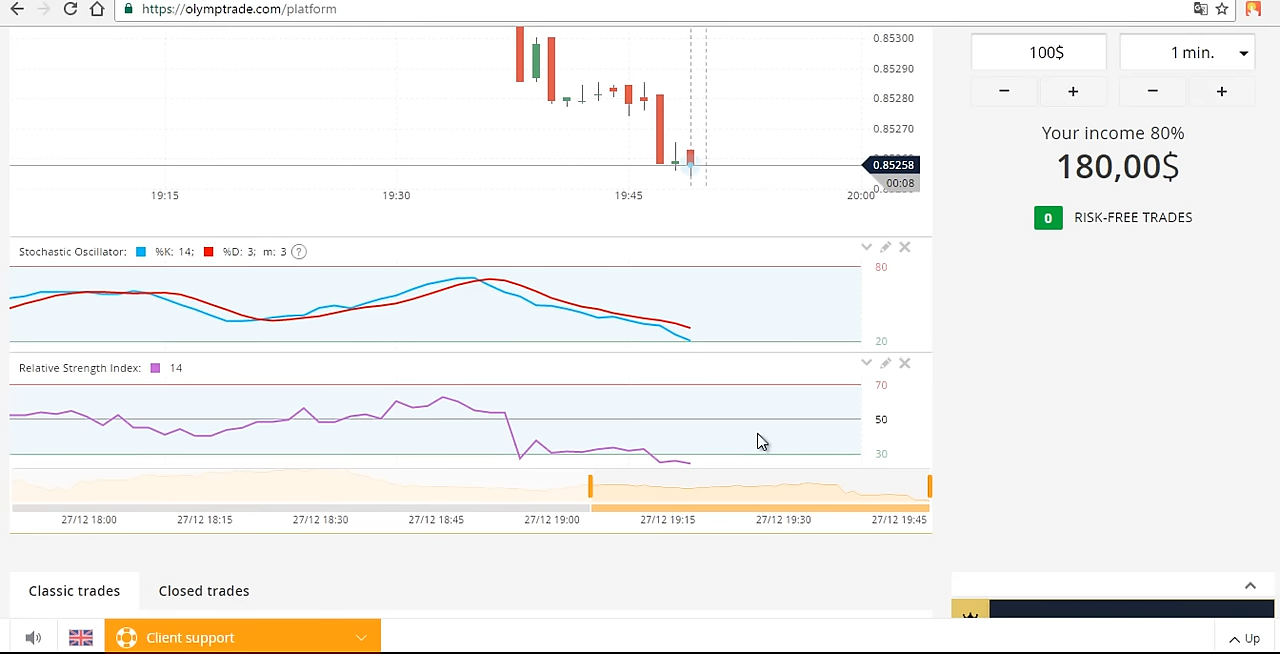 https://olymptrade.com/platform
0.85300
0.85290
0.85280
0.85270
0.85258
00:08
19:15 19:30 19:45 20:00
100$ 1 min.
− + − +
Your income 80%
180,00$
0 RISK-FREE TRADES
Stochastic Oscillator: %K: 14; %D: 3; m: 3 ?
80
20
Relative Strength Index: 14
70
50
30
27/12 18:00 27/12 18:15 27/12 18:30 27/12 18:45 27/12 19:00 27/12 19:15 27/12 19:30 27/12 19:45
Classic trades Closed trades
Client support
Up